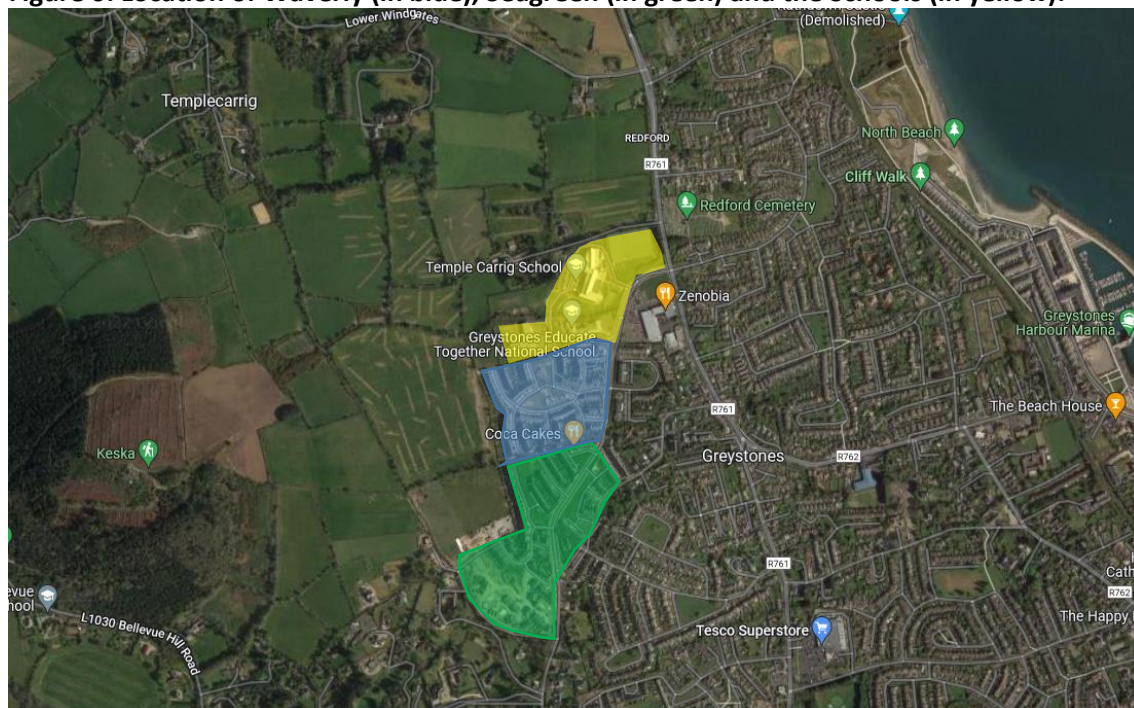 Figure 6: Location of Waverly (in blue), Seagreen (in green) and the schools (in yellow).
(Demolished)
Lower Windgates
Templecarrig
REDFORD
North Beach
R761
Cliff Walk
Redford Cemetery
Temple Carrig School
Zenobia
Greystones Educate
Together National School
Greystones
Harbour Marina
The Beach House
R761
Coca Cakes
Keska
Greystones
R762
R761
Cath
R762
evue
hool
L1030 Bellevue Hill Road
The Happy
Tesco Superstore